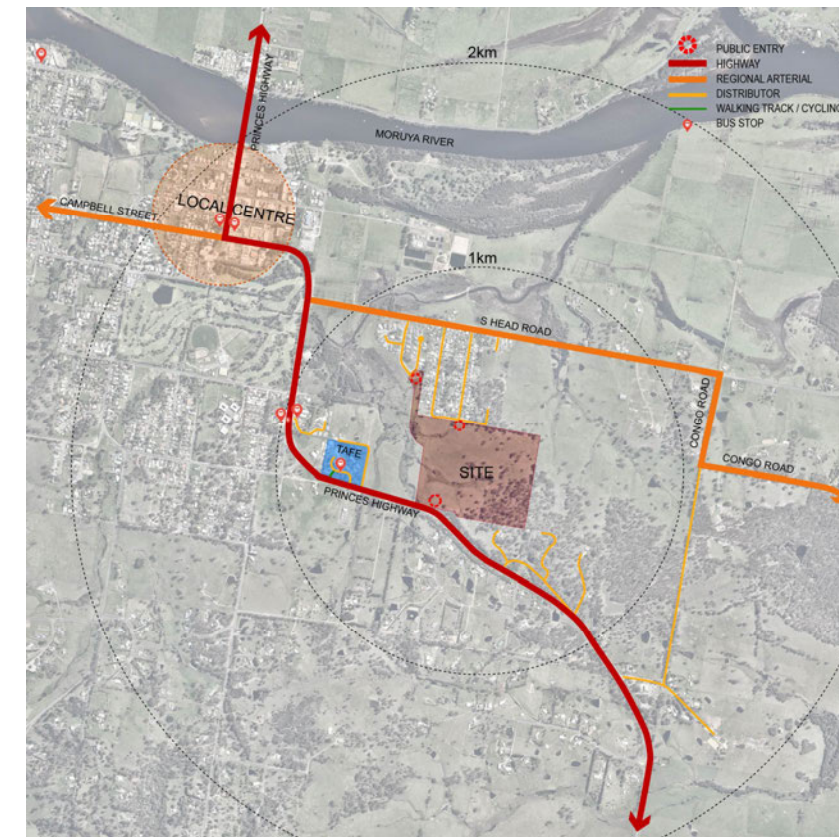 2km
PUBLIC ENTRY
HIGHWAY
REGIONAL ARTERIAL
DISTRIBUTOR
WALKING TRACK / CYCLING
BUS STOP
PRINCES HIGHWAY
MORUYA RIVER
LOCAL CENTRE
CAMPBELL STREET.
1km
S HEAD ROAD
CONGO ROAD
CONGO ROAD
TAFE
SITE
PRINCES HIGHWAY